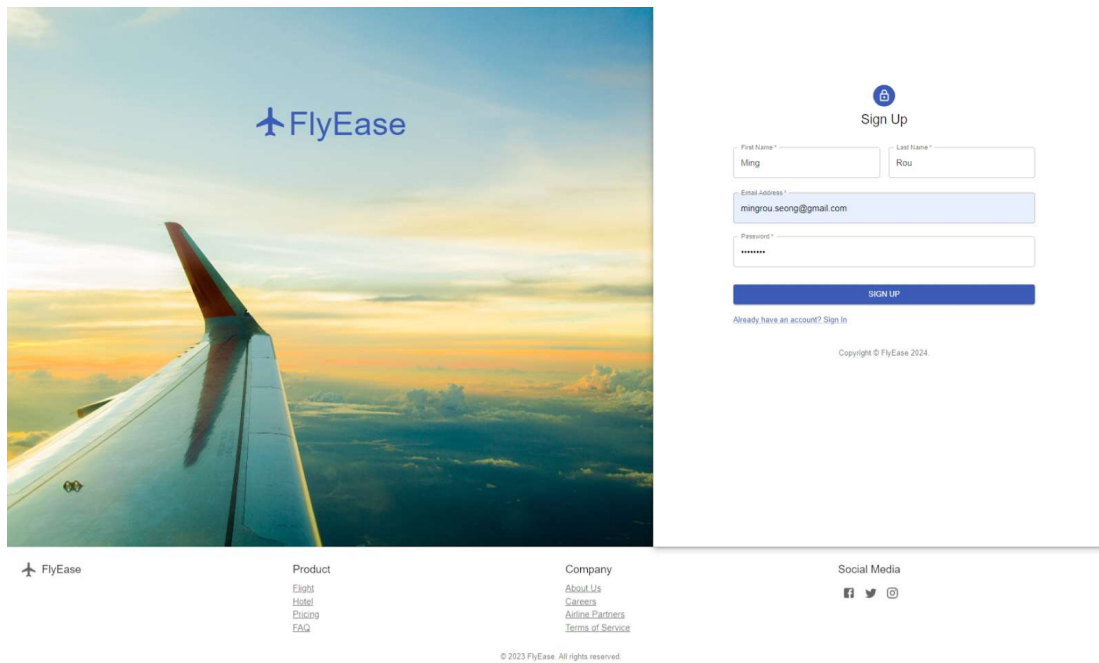 FlyEase
Sign Up
First Name *
Ming
Last Name *
Rou
Email Address *
mingrou.seong@gmail.com
Password *
••••••••
SIGN UP
Already have an account? Sign In
Copyright © FlyEase 2024.
FlyEase
Product
Flight
Hotel
Pricing
FAQ
Company
About Us
Careers
Airline Partners
Terms of Service
Social Media
© 2023 FlyEase. All rights reserved.